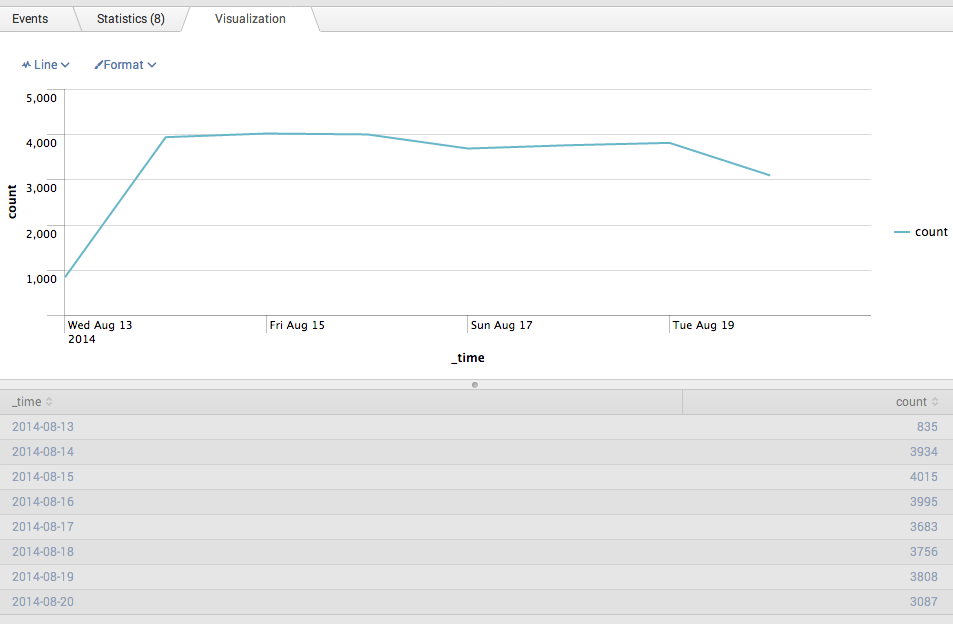 Events Statistics (8) Visualization
Line Format
5,000
4,000
3,000
2,000
1,000
count
count
Wed Aug 13 Fri Aug 15 Sun Aug 17 Tue Aug 19
2014
_time
_time count
2014-08-13 835
2014-08-14 3934
2014-08-15 4015
2014-08-16 3995
2014-08-17 3683
2014-08-18 3756
2014-08-19 3808
2014-08-20 3087